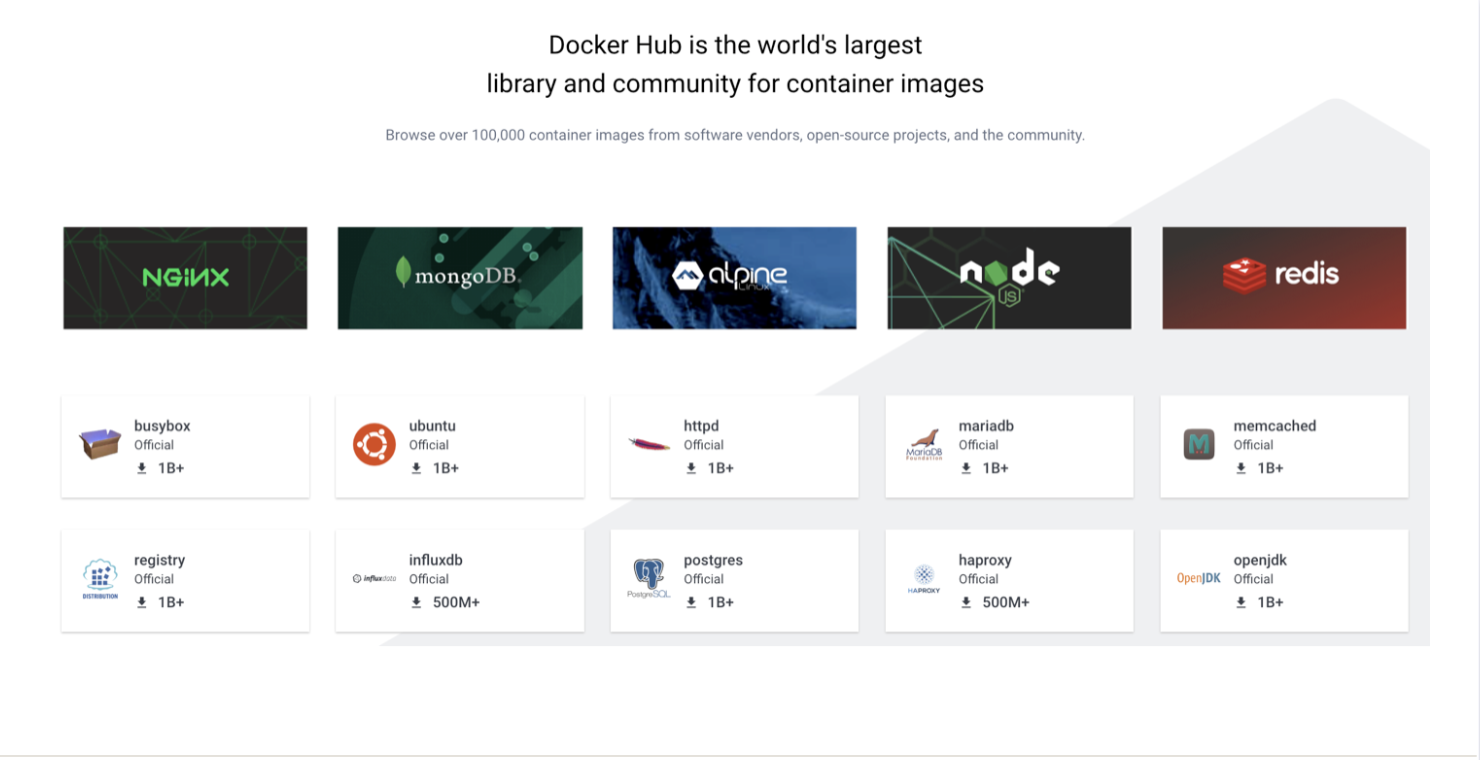 Docker Hub is the world's largest
library and community for container images
Browse over 100,000 container images from software vendors, open-source projects, and the community.
NGINX
mongoDB.
alpine
Linux
node
JS
redis
busybox
Official
1B+
ubuntu
Official
1B+
httpd
Official
1B+
MariaDB
Foundation
mariadb
Official
1B+
M
memcached
Official
1B+
DISTRIBUTION
registry
Official
1B+
influxdata
influxdb
Official
500M+
PostgreSQL
postgres
Official
1B+
HAPROXY
haproxy
Official
500M+
OpenJDK
openjdk
Official
1B+